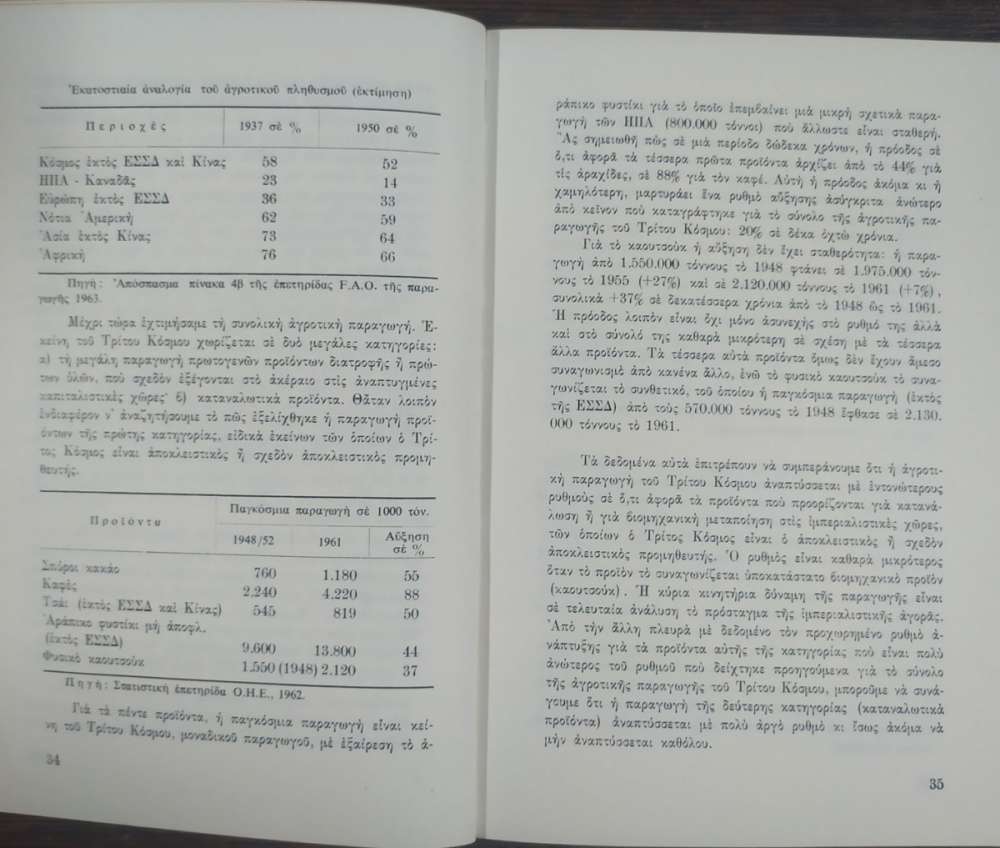 Ἑκατοστιαία ἀναλογία τοῦ ἀγροτικοῦ πληθυσμοῦ (ἐκτίμηση)
Περιοχές 1937 σὲ % 1950 σὲ %
Κόσμος ἐκτὸς ΕΣΣΔ καὶ Κίνας 58 52
ΗΠΑ - Καναδᾶς 23 14
Εὐρώπη ἐκτὸς ΕΣΣΔ 36 33
Νότια Ἀμερικὴ 62 59
Ἀσία ἐκτὸς Κίνας 73 64
Ἀφρικὴ 76 66
Πηγή: Ἀπόσπασμα πίνακα 4β τῆς ἐπετηρίδας F.A.O. τῆς παρα-
γωγῆς 1963.
Μέχρι τώρα ἐχτιμήσαμε τὴ συνολικὴ ἀγροτικὴ παραγωγή. Ἐ-
κείνη τοῦ Τρίτου Κόσμου χωρίζεται σὲ δυὸ μεγάλες κατηγορίες:
α) τὴ μεγάλη παραγωγὴ πρωτογενῶν προϊόντων διατροφῆς ἢ πρώ-
των ὑλῶν, ποὺ σχεδὸν ἐξέγονται στὸ ἀκέραιο στὶς ἀναπτυγμένες
καπιταλιστικὲς χῶρες· β) καταναλωτικὰ προϊόντα. Θᾶταν λοιπὸν
ἐνδιαφέρον ν' ἀναζητήσουμε τὸ πῶς ἐξελίχθηκε ἡ παραγωγὴ προϊ-
όντων τῆς πρώτης κατηγορίας, εἰδικὰ ἐκείνων τῶν ὁποίων ὁ Τρί-
τος Κόσμος εἶναι ἀποκλειστικὸς ἢ σχεδὸν ἀποκλειστικὸς προμη-
θευτής.
Προϊόντα Παγκόσμια παραγωγὴ σὲ 1000 τόν.
1948/52 1961 Αὔξηση σὲ %
Σπόροι κακάο 760 1.180 55
Καφὲς 2.240 4.220 88
Τσάι (ἐκτὸς ΕΣΣΔ καὶ Κίνας) 545 819 50
Ἀράπικο φυστίκι μὴ ἀποφλ.
(ἐκτὸς ΕΣΣΔ) 9.600 13.800 44
Φυσικὸ καουτσοὺκ 1.550 (1948) 2.120 37
Πηγή: Στατιστικὴ ἐπετηρίδα Ο.Η.Ε., 1962.
Γιὰ τὰ πέντε προϊόντα, ἡ παγκόσμια παραγωγὴ εἶναι κεί-
νη τοῦ Τρίτου Κόσμου, μοναδικοῦ παραγωγοῦ, μὲ ἐξαίρεση τὸ ἀ-
34
ράπικο φυστίκι γιὰ τὸ ὁποῖο ἐπεμβαίνει μιὰ μικρὴ σχετικὰ παρα-
γωγὴ τῶν ΗΠΑ (800.000 τόννοι) ποὺ ἄλλωστε εἶναι σταθερή.
Ἂς σημειωθῆ πὼς σὲ μιὰ περίοδο δώδεκα χρόνων, ἡ πρόοδος σὲ
ὅ,τι ἀφορᾶ τὰ τέσσερα πρῶτα προϊόντα ἀρχίζει ἀπὸ τὸ 44% γιὰ
τὶς ἀραχίδες, σὲ 88% γιὰ τὸν καφέ. Αὐτὴ ἡ πρόοδος ἀκόμα κι ἡ
χαμηλότερη, μαρτυράει ἕνα ρυθμὸ αὔξησης ἀσύγκριτα ἀνώτερο
ἀπὸ κεῖνον ποὺ καταγράφτηκε γιὰ τὸ σύνολο τῆς ἀγροτικῆς πα-
ραγωγῆς τοῦ Τρίτου Κόσμου: 20% σὲ δέκα ὀχτὼ χρόνια.
Γιὰ τὸ καουτσοὺκ ἡ αὔξηση δὲν ἔχει σταθερότητα: ἡ παρα-
γωγὴ ἀπὸ 1.550.000 τόννους τὸ 1948 φτάνει σὲ 1.975.000 τόν-
νους τὸ 1955 (+27%) καὶ σὲ 2.120.000 τόννους τὸ 1961 (+7%),
συνολικὰ +37% σὲ δεκατέσσερα χρόνια ἀπὸ τὸ 1948 ὣς τὸ 1961.
Ἡ πρόοδος λοιπὸν εἶναι ὄχι μόνο ἀσυνεχὴς στὸ ρυθμό της ἀλλὰ
καὶ στὸ σύνολό της καθαρὰ μικρότερη σὲ σχέση μὲ τὰ τέσσερα
ἄλλα προϊόντα. Τὰ τέσσερα αὐτὰ προϊόντα ὅμως δὲν ἔχουν ἄμεσο
συναγωνισμὸ ἀπὸ κανένα ἄλλο, ἐνῶ τὸ φυσικὸ καουτσοὺκ τὸ συνα-
γωνίζεται τὸ συνθετικό, τοῦ ὁποίου ἡ παγκόσμια παραγωγὴ (ἐκτὸς
τῆς ΕΣΣΔ) ἀπὸ τοὺς 570.000 τόννους τὸ 1948 ἔφθασε σὲ 2.130.
000 τόννους τὸ 1961.
Τὰ δεδομένα αὐτὰ ἐπιτρέπουν νὰ συμπεράνουμε ὅτι ἡ ἀγροτι-
κὴ παραγωγὴ τοῦ Τρίτου Κόσμου ἀναπτύσσεται μὲ ἐντονώτερους
ρυθμοὺς σὲ ὅ,τι ἀφορᾶ τὰ προϊόντα ποὺ προορίζονται γιὰ κατανά-
λωση ἢ γιὰ βιομηχανικὴ μεταποίηση στὶς ἰμπεριαλιστικὲς χῶρες,
τῶν ὁποίων ὁ Τρίτος Κόσμος εἶναι ὁ ἀποκλειστικὸς ἢ σχεδὸν
ἀποκλειστικὸς προμηθευτής. Ὁ ρυθμὸς εἶναι καθαρὰ μικρότερος
ὅταν τὸ προϊὸν τὸ συναγωνίζεται ὑποκατάστατο βιομηχανικὸ προϊὸν
(καουτσούκ). Ἡ κύρια κινητήρια δύναμη τῆς παραγωγῆς εἶναι
σὲ τελευταία ἀνάλυση τὸ πρόσταγμα τῆς ἰμπεριαλιστικῆς ἀγορᾶς.
Ἀπὸ τὴν ἄλλη πλευρὰ μὲ δεδομένο τὸν προχωρημένο ρυθμὸ ἀ-
νάπτυξης γιὰ τὰ προϊόντα αὐτῆς τῆς κατηγορίας ποὺ εἶναι πολὺ
ἀνώτερος τοῦ ρυθμοῦ ποὺ δείχτηκε προηγούμενα γιὰ τὸ σύνολο
τῆς ἀγροτικῆς παραγωγῆς τοῦ Τρίτου Κόσμου, μποροῦμε νὰ συνά-
γουμε ὅτι ἡ παραγωγὴ τῆς δεύτερης κατηγορίας (καταναλωτικὰ
προϊόντα) ἀναπτύσσεται μὲ πολὺ ἀργὸ ρυθμὸ κι ἴσως ἀκόμα νὰ
μὴν ἀναπτύσσεται καθόλου.
35